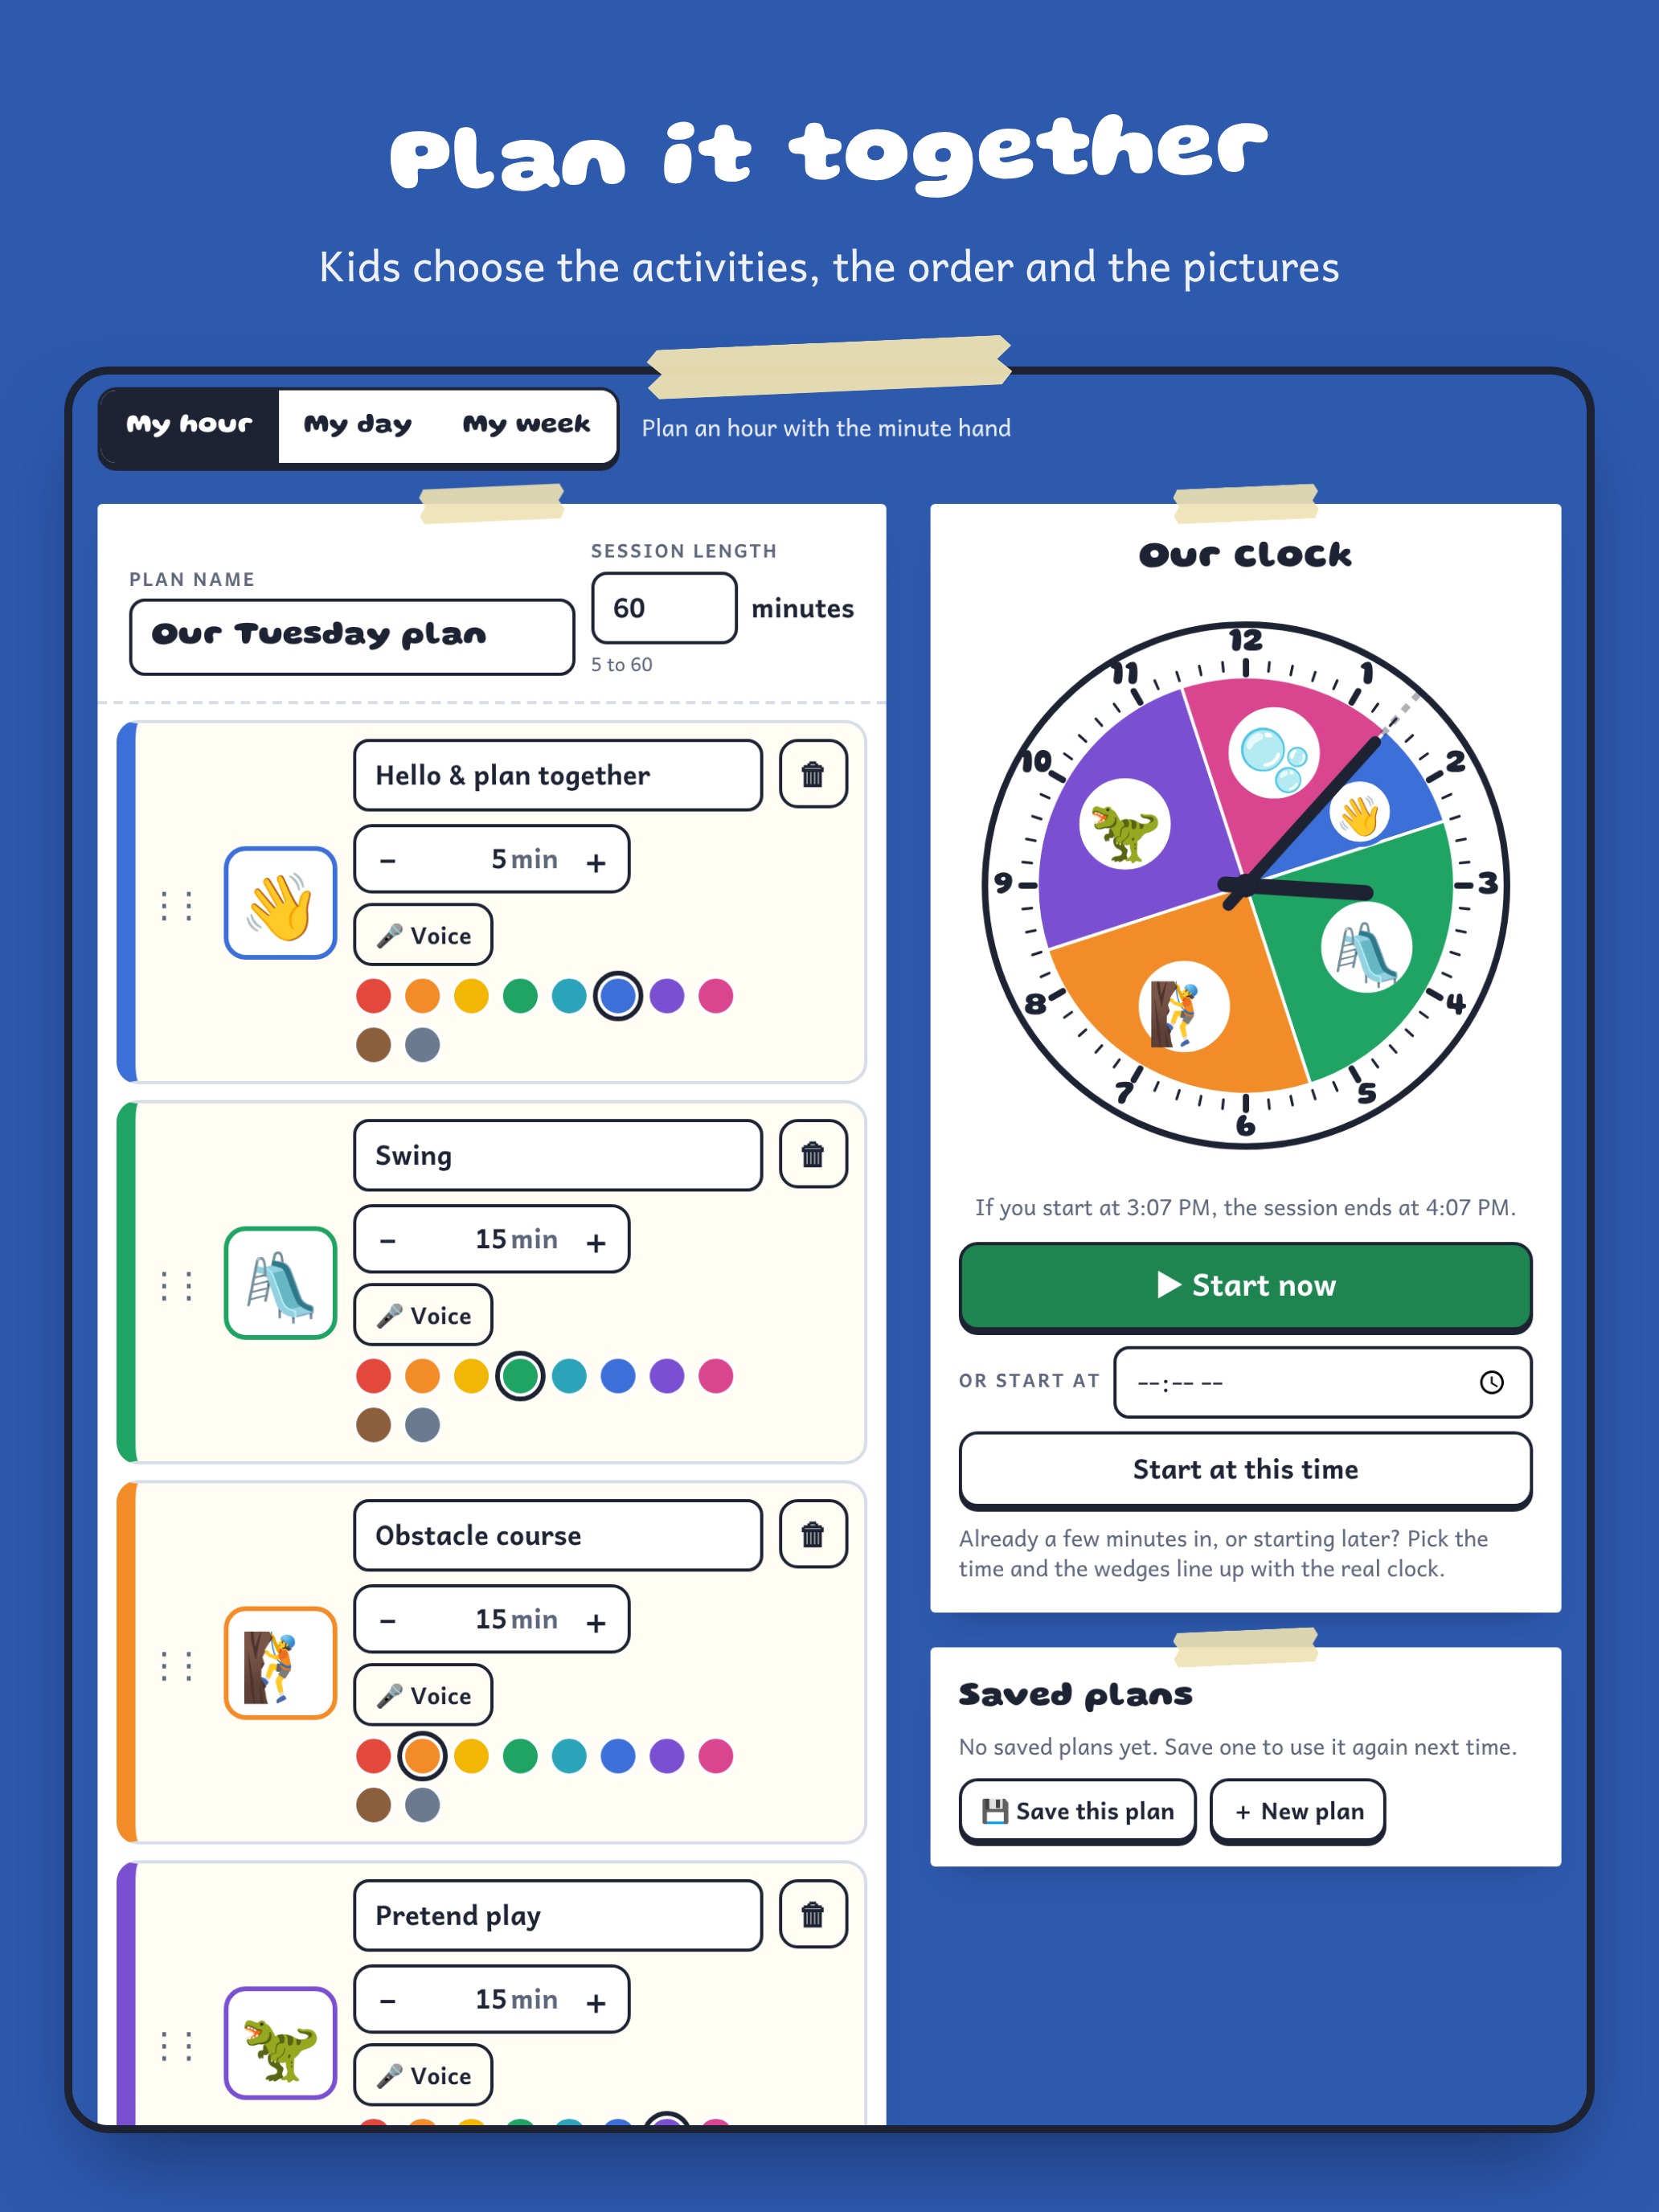 Plan it together
Kids choose the activities, the order and the pictures
My hour My day My week Plan an hour with the minute hand
PLAN NAME
Our Tuesday plan
SESSION LENGTH
60 minutes
5 to 60
Hello & plan together
– 5 min +
Voice
Swing
– 15 min +
Voice
Obstacle course
– 15 min +
Voice
Pretend play
– 15 min +
Voice
Our clock
12
1
2
3
4
5
6
7
8
9
10
11
If you start at 3:07 PM, the session ends at 4:07 PM.
Start now
OR START AT --:-- --
Start at this time
Already a few minutes in, or starting later? Pick the
time and the wedges line up with the real clock.
Saved plans
No saved plans yet. Save one to use it again next time.
Save this plan + New plan